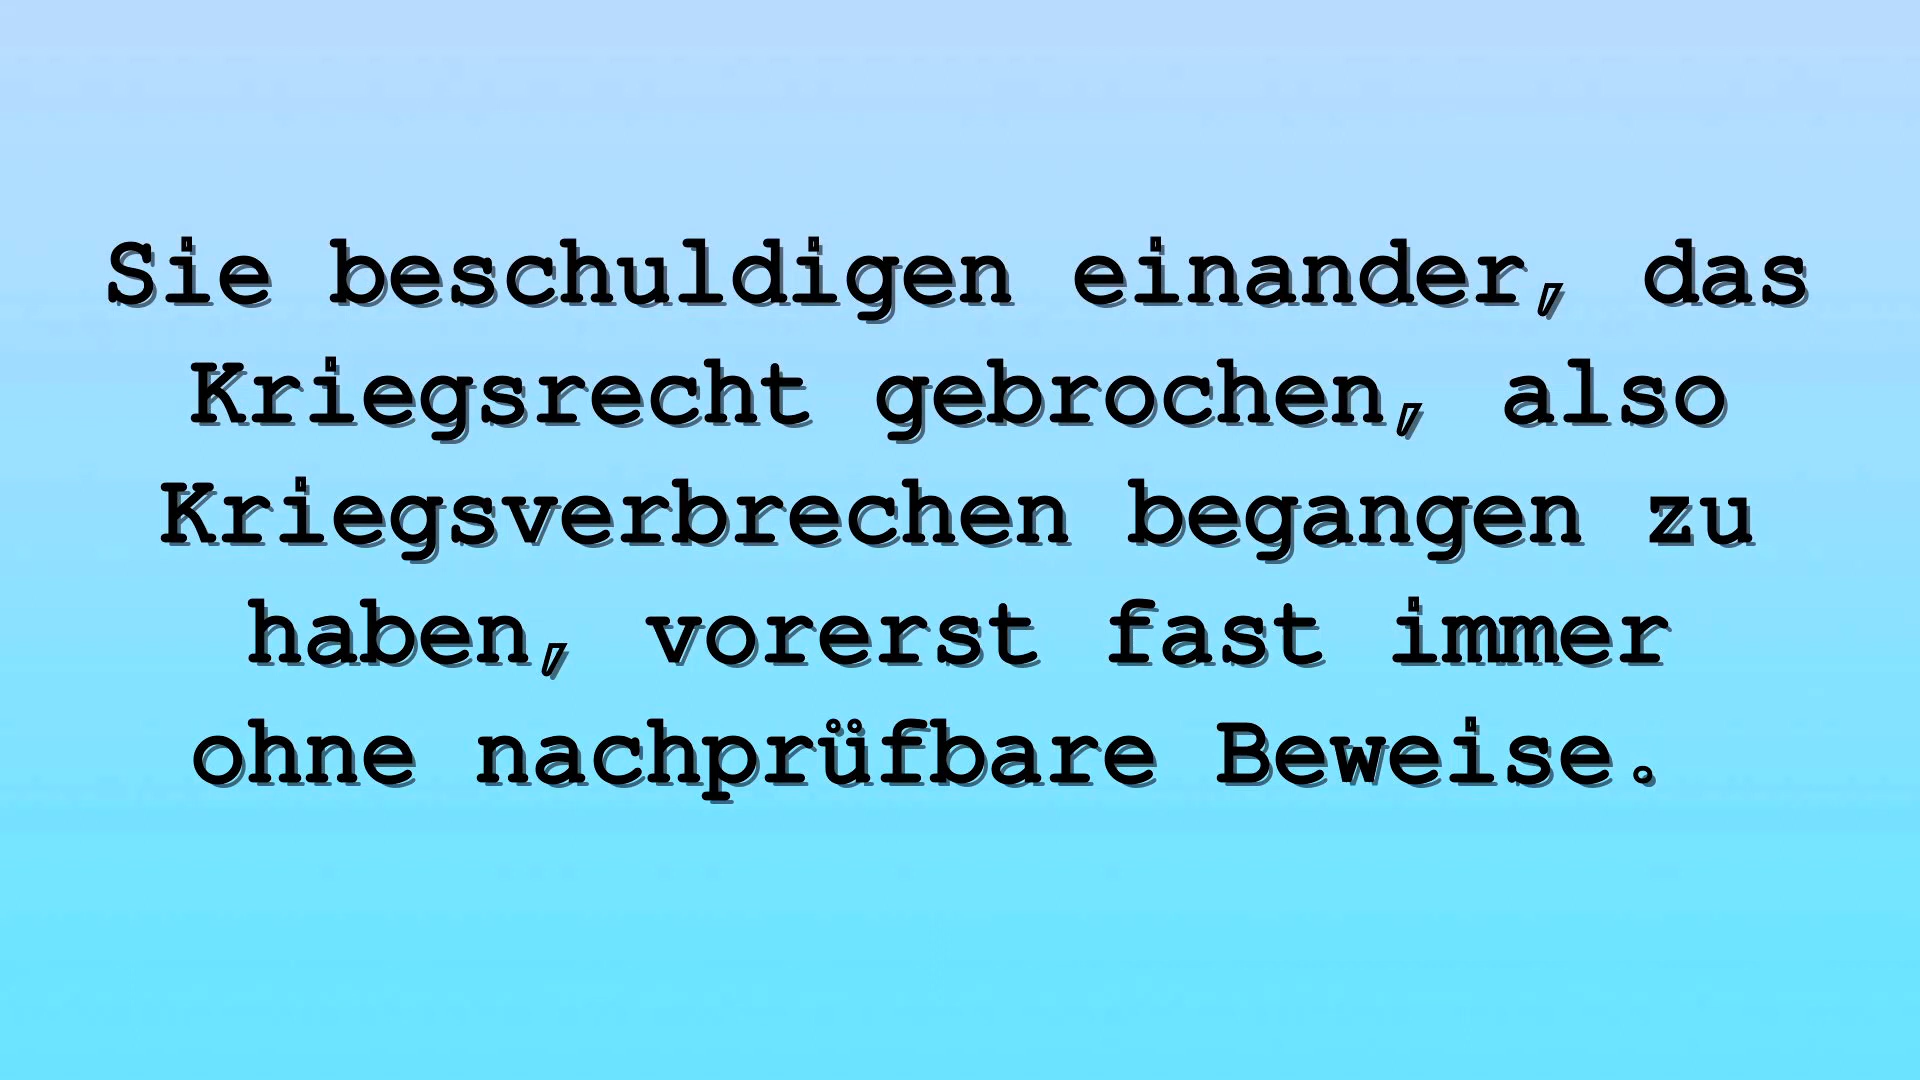 Sie beschuldigen einander, das
Kriegsrecht gebrochen, also
Kriegsverbrechen begangen zu
haben, vorerst fast immer
ohne nachprüfbare Beweise.